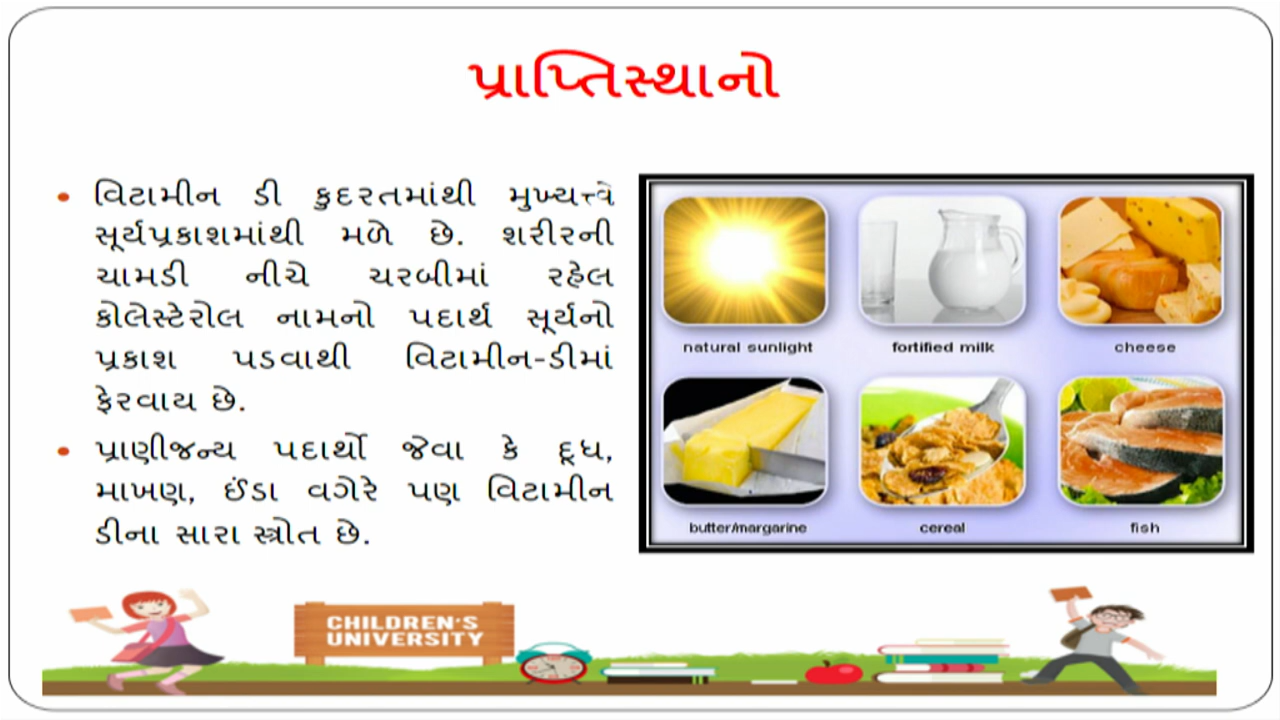 પ્રાપ્તિસ્થાનો
• વિટામીન ડી કુદરતમાંથી મુખ્યત્ત્વે
સૂર્યપ્રકાશમાંથી મળે છે. શરીરની
ચામડી નીચે ચરબીમાં રહેલ
કોલેસ્ટેરોલ નામનો પદાર્થ સૂર્યનો
પ્રકાશ પડવાથી વિટામીન-ડીમાં
ફેરવાય છે.
• પ્રાણીજન્ય પદાર્થો જેવા કે દૂધ,
માખણ, ઈંડા વગેરે પણ વિટામીન
ડીના સારા સ્ત્રોત છે.
natural sunlight fortified milk cheese
butter/margarine cereal fish
CHILDREN'S
UNIVERSITY